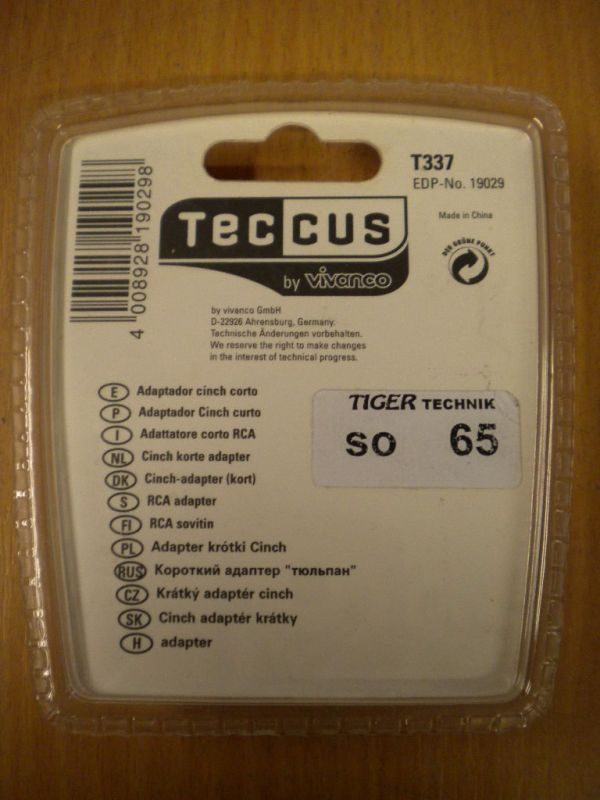 T337
EDP-No. 19029
Made in China
DER GRÜNE PUNKT
4 008928 190298
TECCUS
by vivanco
by vivanco GmbH
D-22926 Ahrensburg, Germany.
Technische Änderungen vorbehalten.
We reserve the right to make changes
in the interest of technical progress.
E Adaptador cinch corto
P Adaptador Cinch curto
I Adattatore corto RCA
NL Cinch korte adapter
DK Cinch-adapter (kort)
S RCA adapter
FI RCA sovitin
PL Adapter krótki Cinch
RUS Короткий адаптер "тюльпан"
CZ Krátký adaptér cinch
SK Cinch adaptér krátky
H adapter
TIGER TECHNIK
SO 65